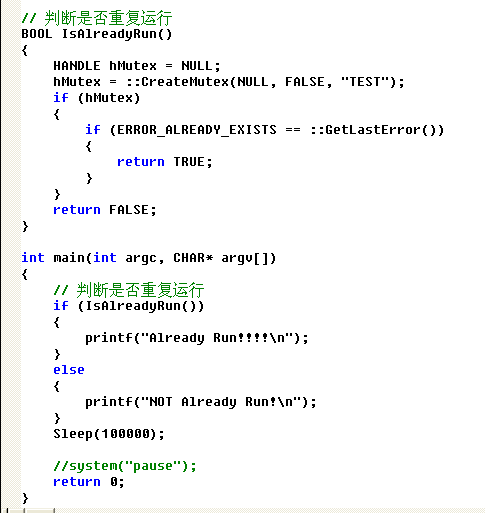 // 判断是否重复运行
BOOL IsAlreadyRun()
{
    HANDLE hMutex = NULL;
    hMutex = ::CreateMutex(NULL, FALSE, "TEST");
    if (hMutex)
    {
        if (ERROR_ALREADY_EXISTS == ::GetLastError())
        {
            return TRUE;
        }
    }
    return FALSE;
}

int main(int argc, CHAR* argv[])
{
    // 判断是否重复运行
    if (IsAlreadyRun())
    {
        printf("Already Run!!!!\n");
    }
    else
    {
        printf("NOT Already Run!\n");
    }
    Sleep(100000);

    //system("pause");
    return 0;
}